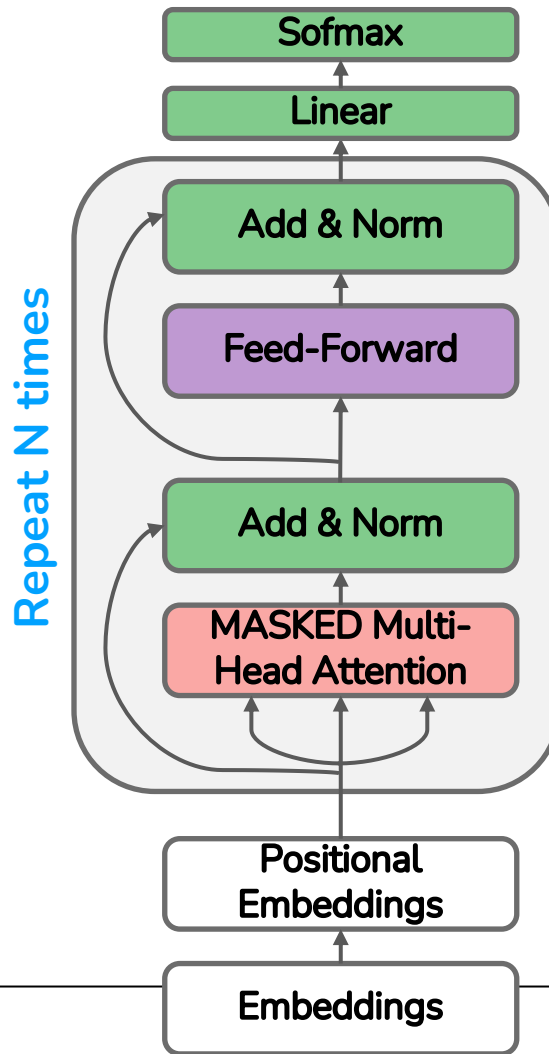 Sofmax
Linear
Add & Norm
Feed-Forward
Repeat N times
Add & Norm
MASKED Multi-
Head Attention
Positional
Embeddings
Embeddings